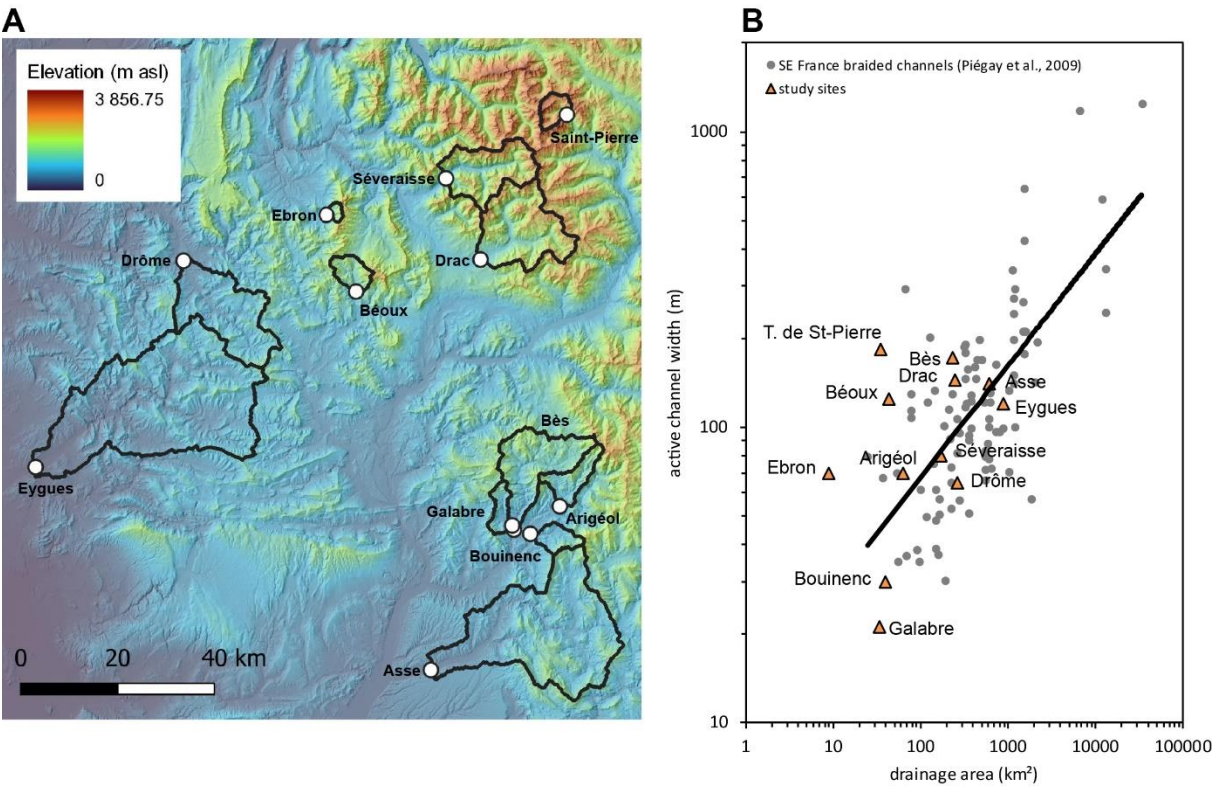 A
Elevation (m asl)
3 856.75
0
Saint-Pierre
Séveraisse
Ebron
Drôme
Drac
Béoux
Bès
Eygues
Galabre
Arigéol
Bouinenc
Asse
0 20 40 km
B
SE France braided channels (Piégay et al., 2009)
study sites
1000
T. de St-Pierre
Bès
Drac
Asse
Béoux
Eygues
100
Séveraisse
Arigéol
Ebron
Drôme
Bouinenc
Galabre
10
active channel width (m)
1 10 100 1000 10000 100000
drainage area (km²)